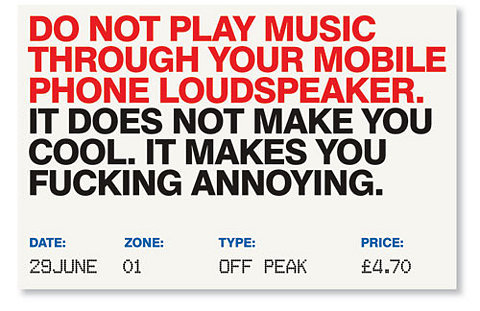 DO NOT PLAY MUSIC
THROUGH YOUR MOBILE
PHONE LOUDSPEAKER.
IT DOES NOT MAKE YOU
COOL. IT MAKES YOU
FUCKING ANNOYING.
DATE: ZONE: TYPE: PRICE:
29JUNE 01 OFF PEAK £4.70